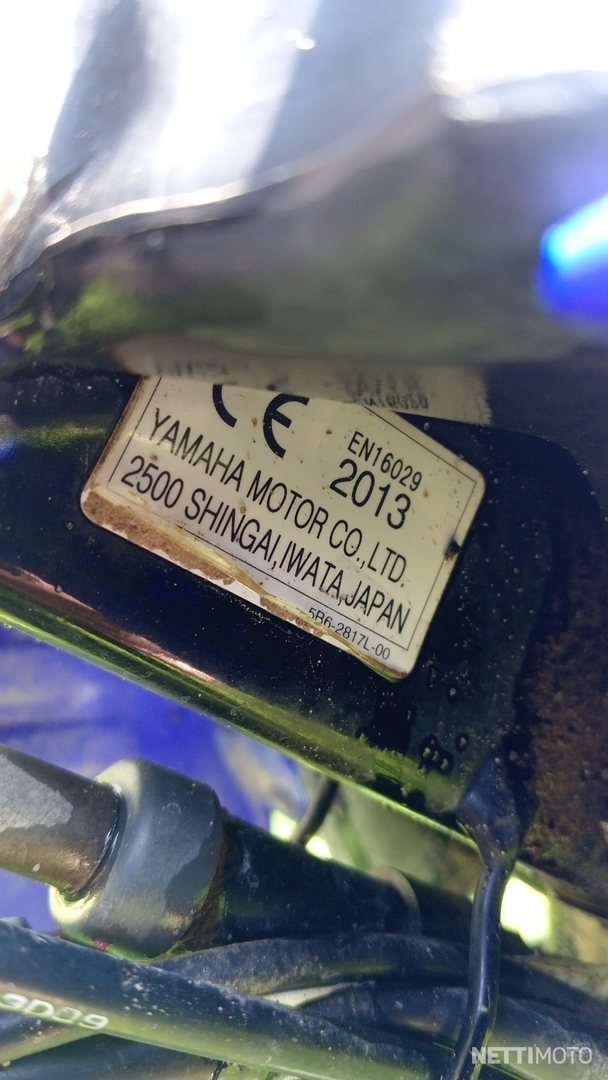 CE
EN16029
2013
YAMAHA MOTOR CO.,LTD.
2500 SHINGAI,IWATA,JAPAN
5B6-2817L-00
NETTIMOTO